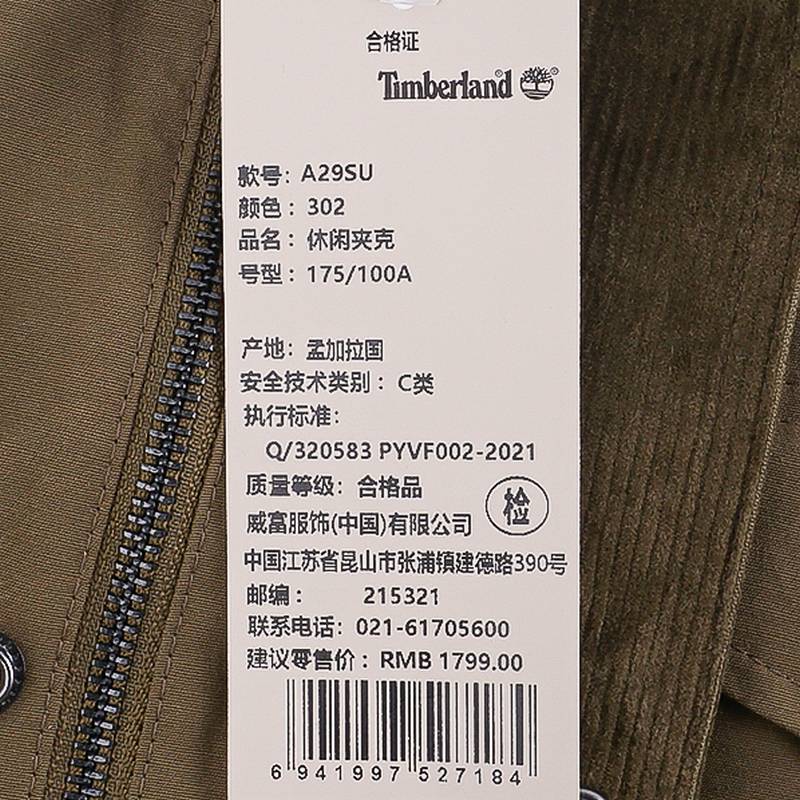 合格证
Timberland®
款号：A29SU
颜色：302
品名：休闲夹克
号型：175/100A
产地：孟加拉国
安全技术类别：C类
执行标准：
Q/320583 PYVF002-2021
质量等级：合格品
检
威富服饰(中国)有限公司
中国江苏省昆山市张浦镇建德路390号
邮编：215321
联系电话：021-61705600
建议零售价：RMB 1799.00
6 941997 527184